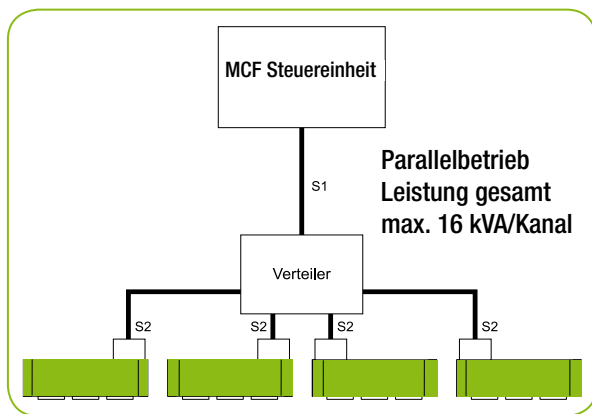 MCF Steuereinheit
S1
Parallelbetrieb
Leistung gesamt
max. 16 kVA/Kanal
Verteiler
S2
S2
S2
S2